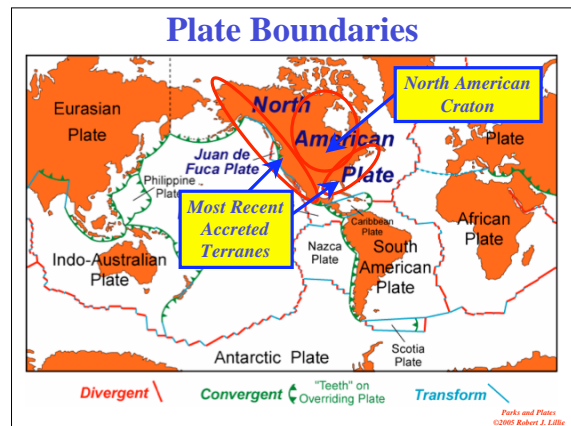 Plate Boundaries
North American
Craton
North
American
Plate
Eurasian
Plate
Juan de
Fuca Plate
Philippine
Plate
Most Recent
Accreted
Terranes
Caribbean
Plate
Plate
African
Plate
Indo-Australian
Plate
Nazca
Plate
South
American
Plate
Antarctic Plate
Scotia
Plate
Divergent
Convergent
"Teeth" on
Overriding Plate
Transform
Parks and Plates
©2005 Robert J. Lillie